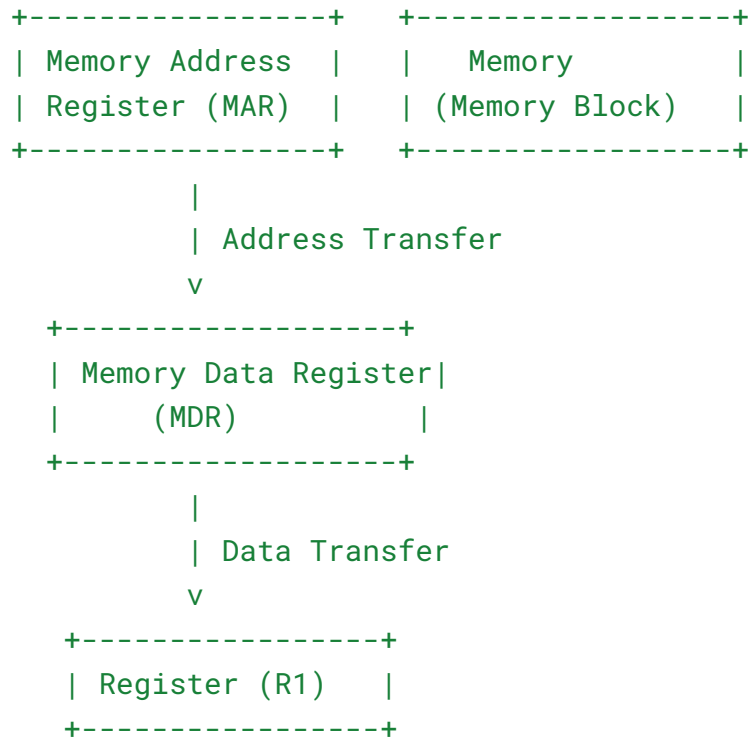 +-----------------+   +------------------+
| Memory Address  |   |   Memory         |
| Register (MAR)  |   | (Memory Block)   |
+-----------------+   +------------------+
          |
          | Address Transfer
          v
  +-------------------+
  | Memory Data Register|
  |     (MDR)          |
  +-------------------+
          |
          | Data Transfer
          v
   +-----------------+
   | Register (R1)   |
   +-----------------+